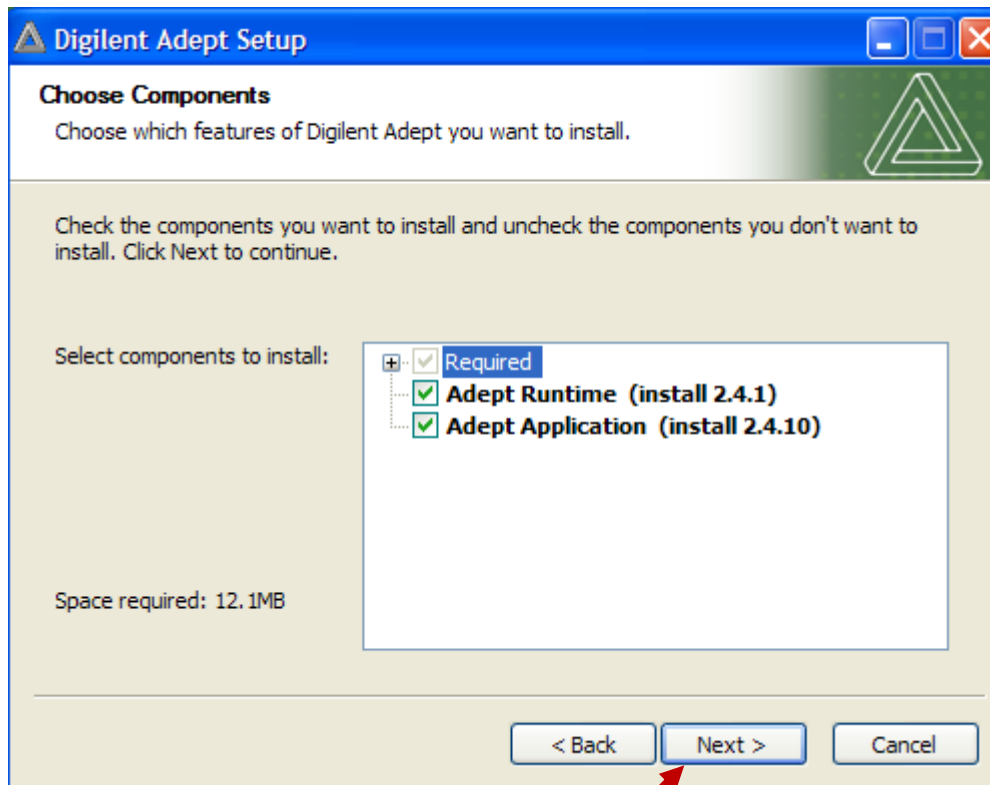 Digilent Adept Setup
Choose Components
Choose which features of Digilent Adept you want to install.
Check the components you want to install and uncheck the components you don't want to
install. Click Next to continue.
Select components to install:
Required
Adept Runtime (install 2.4.1)
Adept Application (install 2.4.10)
Space required: 12.1MB
< Back
Next >
Cancel